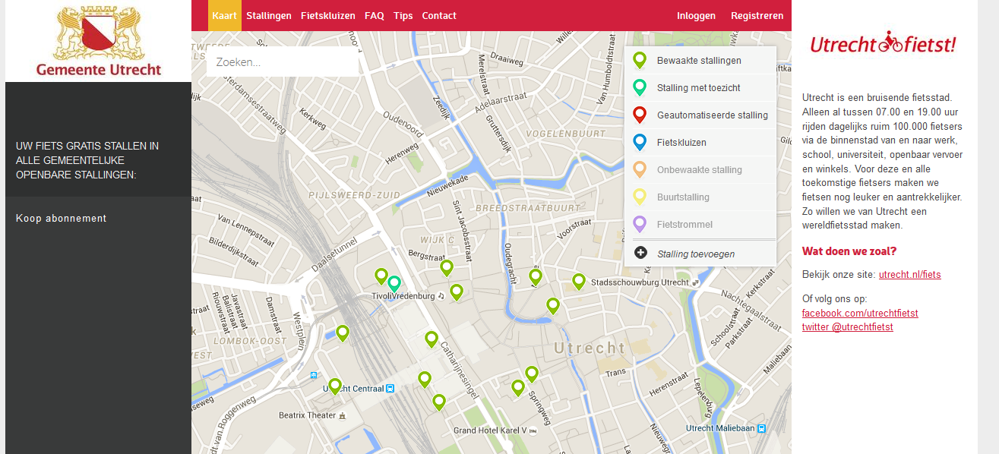 Gemeente Utrecht
UW FIETS GRATIS STALLEN IN
ALLE GEMEENTELIJKE
OPENBARE STALLINGEN:
Koop abonnement
Kaart Stallingen Fietskluizen FAQ Tips Contact
Inloggen Registreren
Zoeken...
Bewaakte stallingen
Stalling met toezicht
Geautomatiseerde stalling
Fietskluizen
Onbewaakte stalling
Buurtstalling
Fietstrommel
Stalling toevoegen
Draaiweg
Merelstraat
Adelaarstraat
Van Humboldtstraat
Zeedijk
Kerkweg
Oudenoord
Gruttersdijk
VOGELENBUURT
Herenweg
Nieuwekade
PIJLSWEERD-ZUID
BREEDSTRAATBUURT
Sint Jacobsstraat
Voorstraat
Van Lennepstraat
Bilderdijkstraat
Daalsetunnel
WIJK C
Bergstraat
Oudegracht
TivoliVredenburg
Stadsschouwburg Utrecht
Kerkstraat
Nachtegaalstraat
Javastraat
Balistraat
Riouwstraat
Damstraat
Westplein
LOMBOK-OOST
Schoolstraat
Parkstraat
Utrecht
Catharijnesingel
Maliebaan
Trans
Herenstraat
Lepelenburg
Utrecht Centraal
Springweg
Beatrix Theater
Grand Hotel Karel V
Utrecht Maliebaan
Utrecht fietst!
Utrecht is een bruisende fietsstad.
Alleen al tussen 07.00 en 19.00 uur
rijden dagelijks ruim 100.000 fietsers
via de binnenstad van en naar werk,
school, universiteit, openbaar vervoer
en winkels. Voor deze en alle
toekomstige fietsers maken we
fietsen nog leuker en aantrekkelijker.
Zo willen we van Utrecht een
wereldfietsstad maken.
Wat doen we zoal?
Bekijk onze site: utrecht.nl/fiets
Of volg ons op:
facebook.com/utrechtfietst
twitter @utrechtfietst